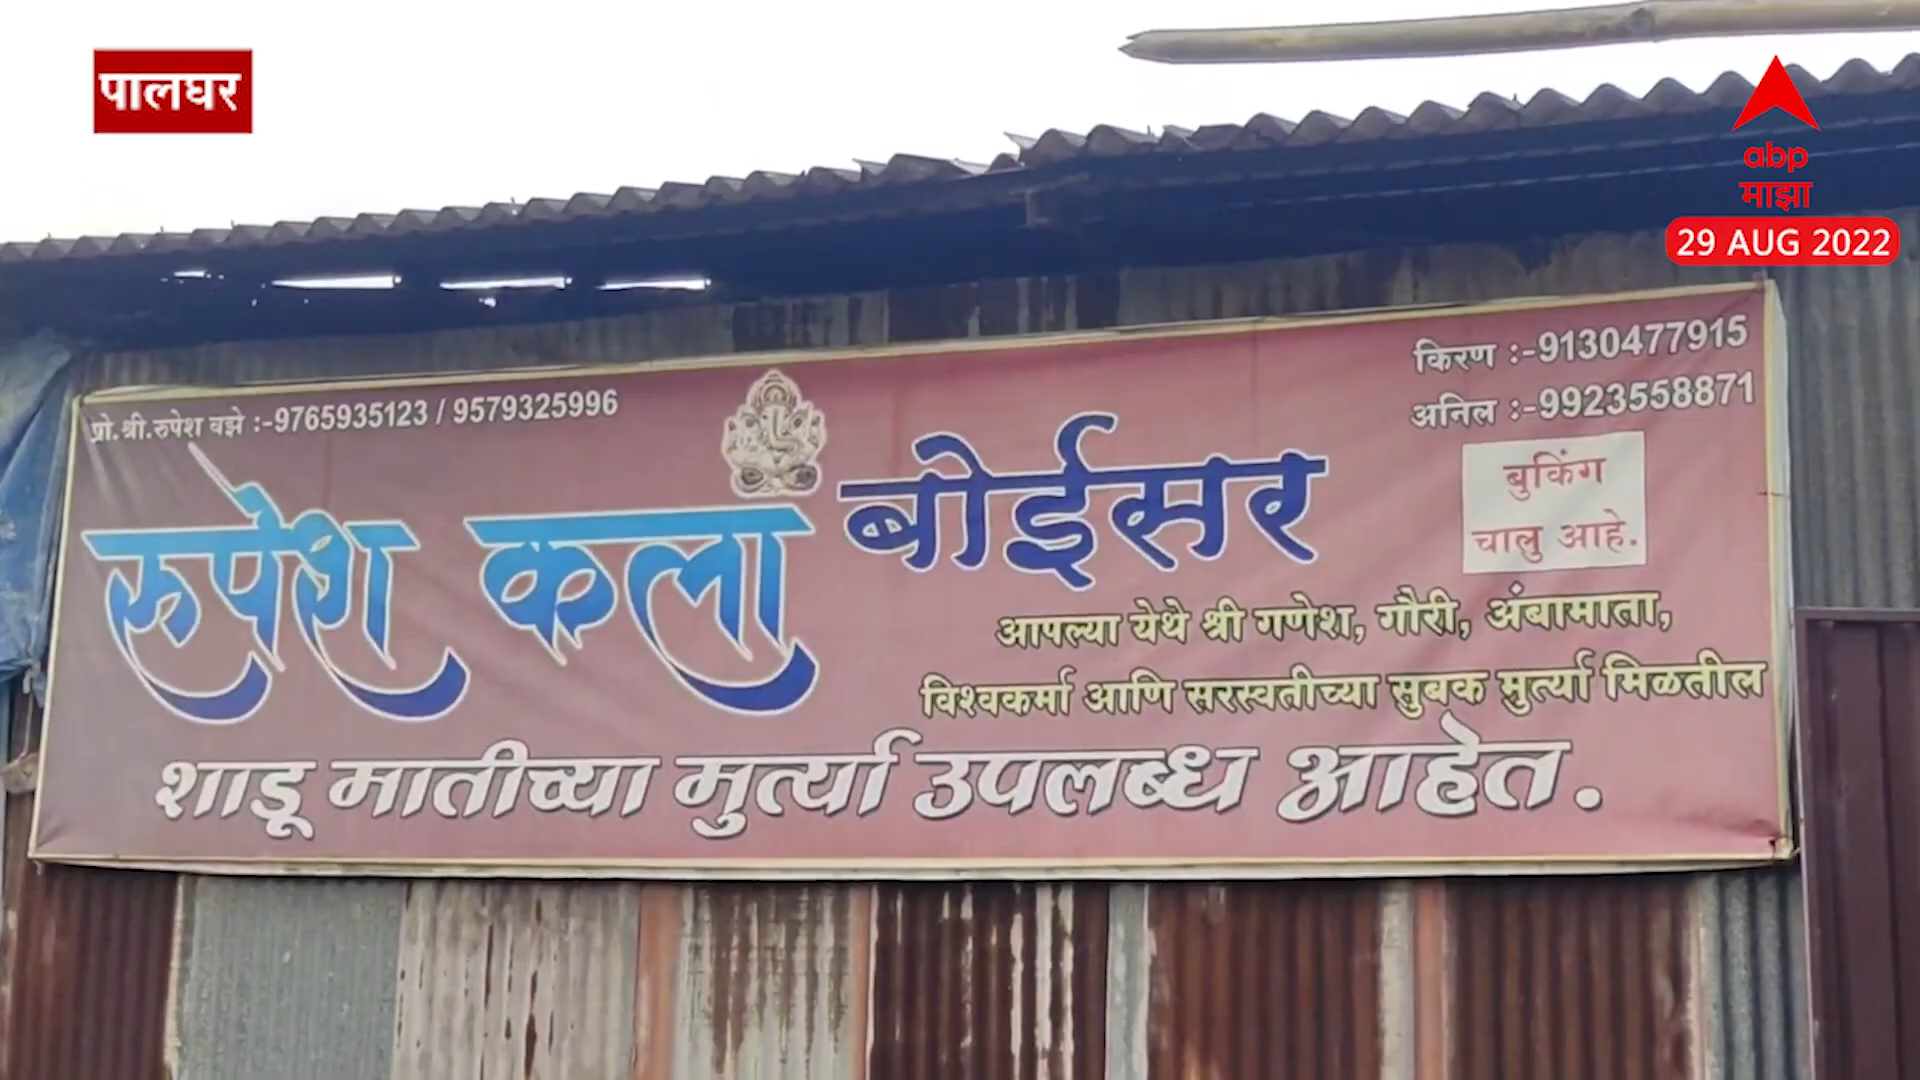 पालघर
abp
माझा
29 AUG 2022
प्रो.श्री.रुपेश वझे :-9765935123 / 9579325996
किरण :-9130477915
अनिल :-9923558871
रुपेश कला बोईसर
बुकिंग
चालु आहे.
आपल्या येथे श्री गणेश, गौरी, अंबामाता,
विश्वकर्मा आणि सरस्वतीच्या सुबक मुर्त्या मिळतील
शाडू मातीच्या मुर्त्या उपलब्ध आहेत.